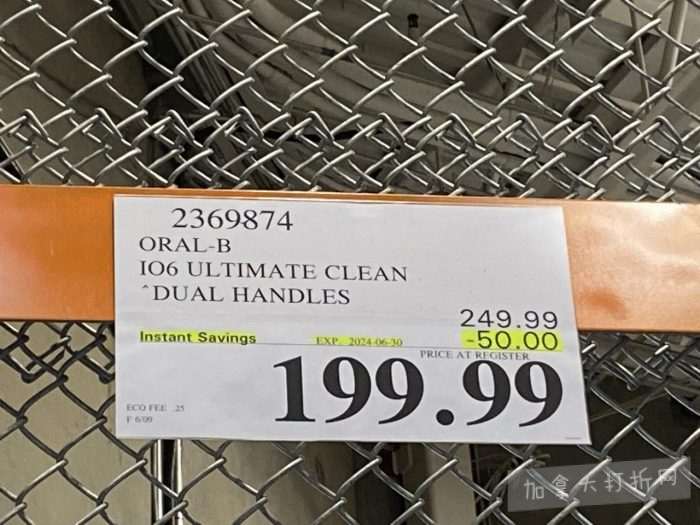 2369874
ORAL-B
IO6 ULTIMATE CLEAN
^DUAL HANDLES
249.99
Instant Savings EXP. 2024-06-30 -50.00
PRICE AT REGISTER
199.99
ECO FEE .25
F 6/09
加拿大打折网